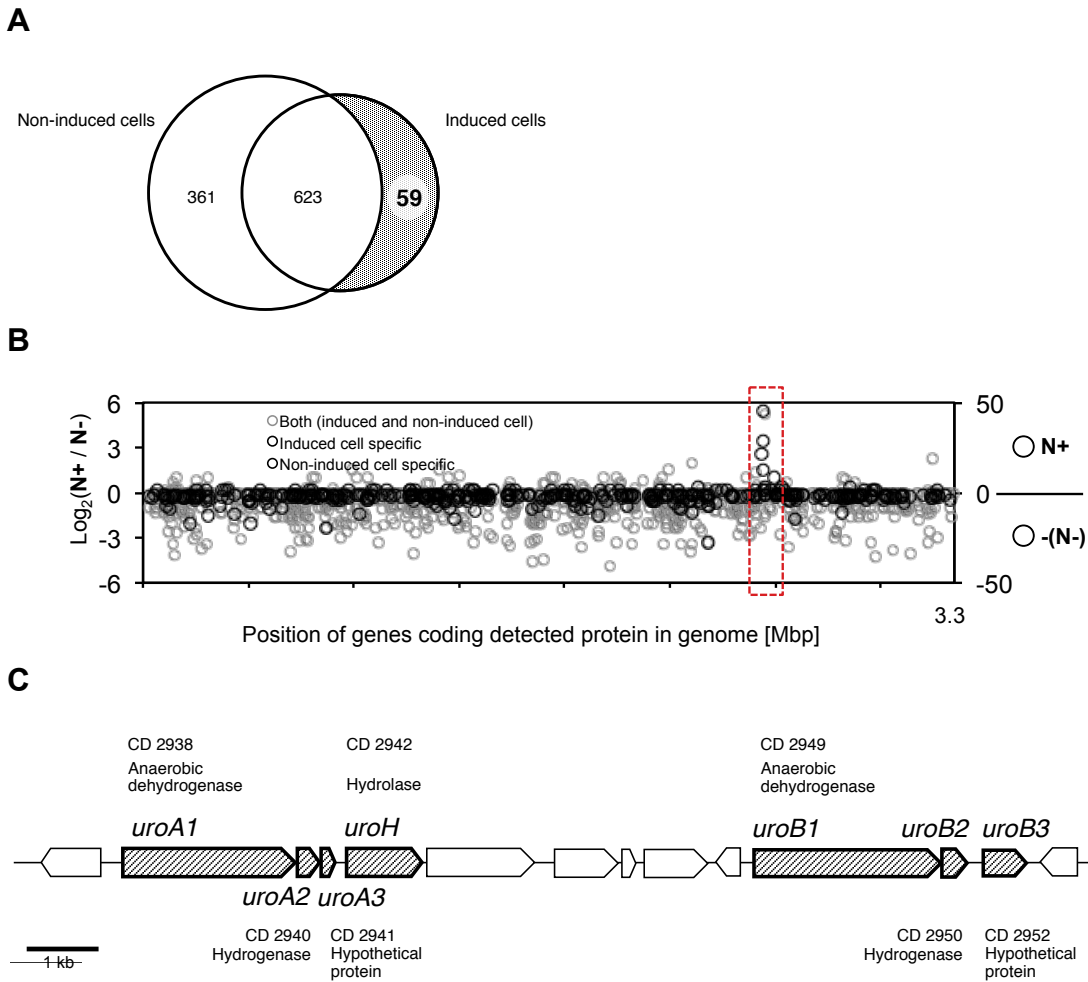 A
Non-induced cells
Induced cells
361
623
59
B
6
3
0
-3
-6
Log2(N+ / N-)
Both (induced and non-induced cell)
Induced cell specific
Non-induced cell specific
50
0
-50
N+
-(N-)
3.3
Position of genes coding detected protein in genome [Mbp]
C
CD 2938
Anaerobic
dehydrogenase
CD 2942
Hydrolase
CD 2949
Anaerobic
dehydrogenase
uroA1
uroH
uroB1
uroB2
uroB3
uroA2
uroA3
CD 2940
Hydrogenase
CD 2941
Hypothetical
protein
CD 2950
Hydrogenase
CD 2952
Hypothetical
protein
1 kb